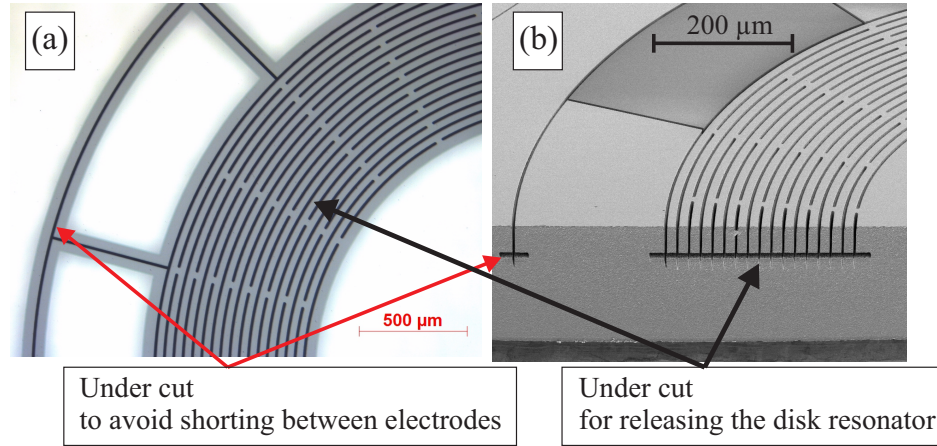 (a)
(b)
200 µm
500 µm
Under cut
to avoid shorting between electrodes
Under cut
for releasing the disk resonator